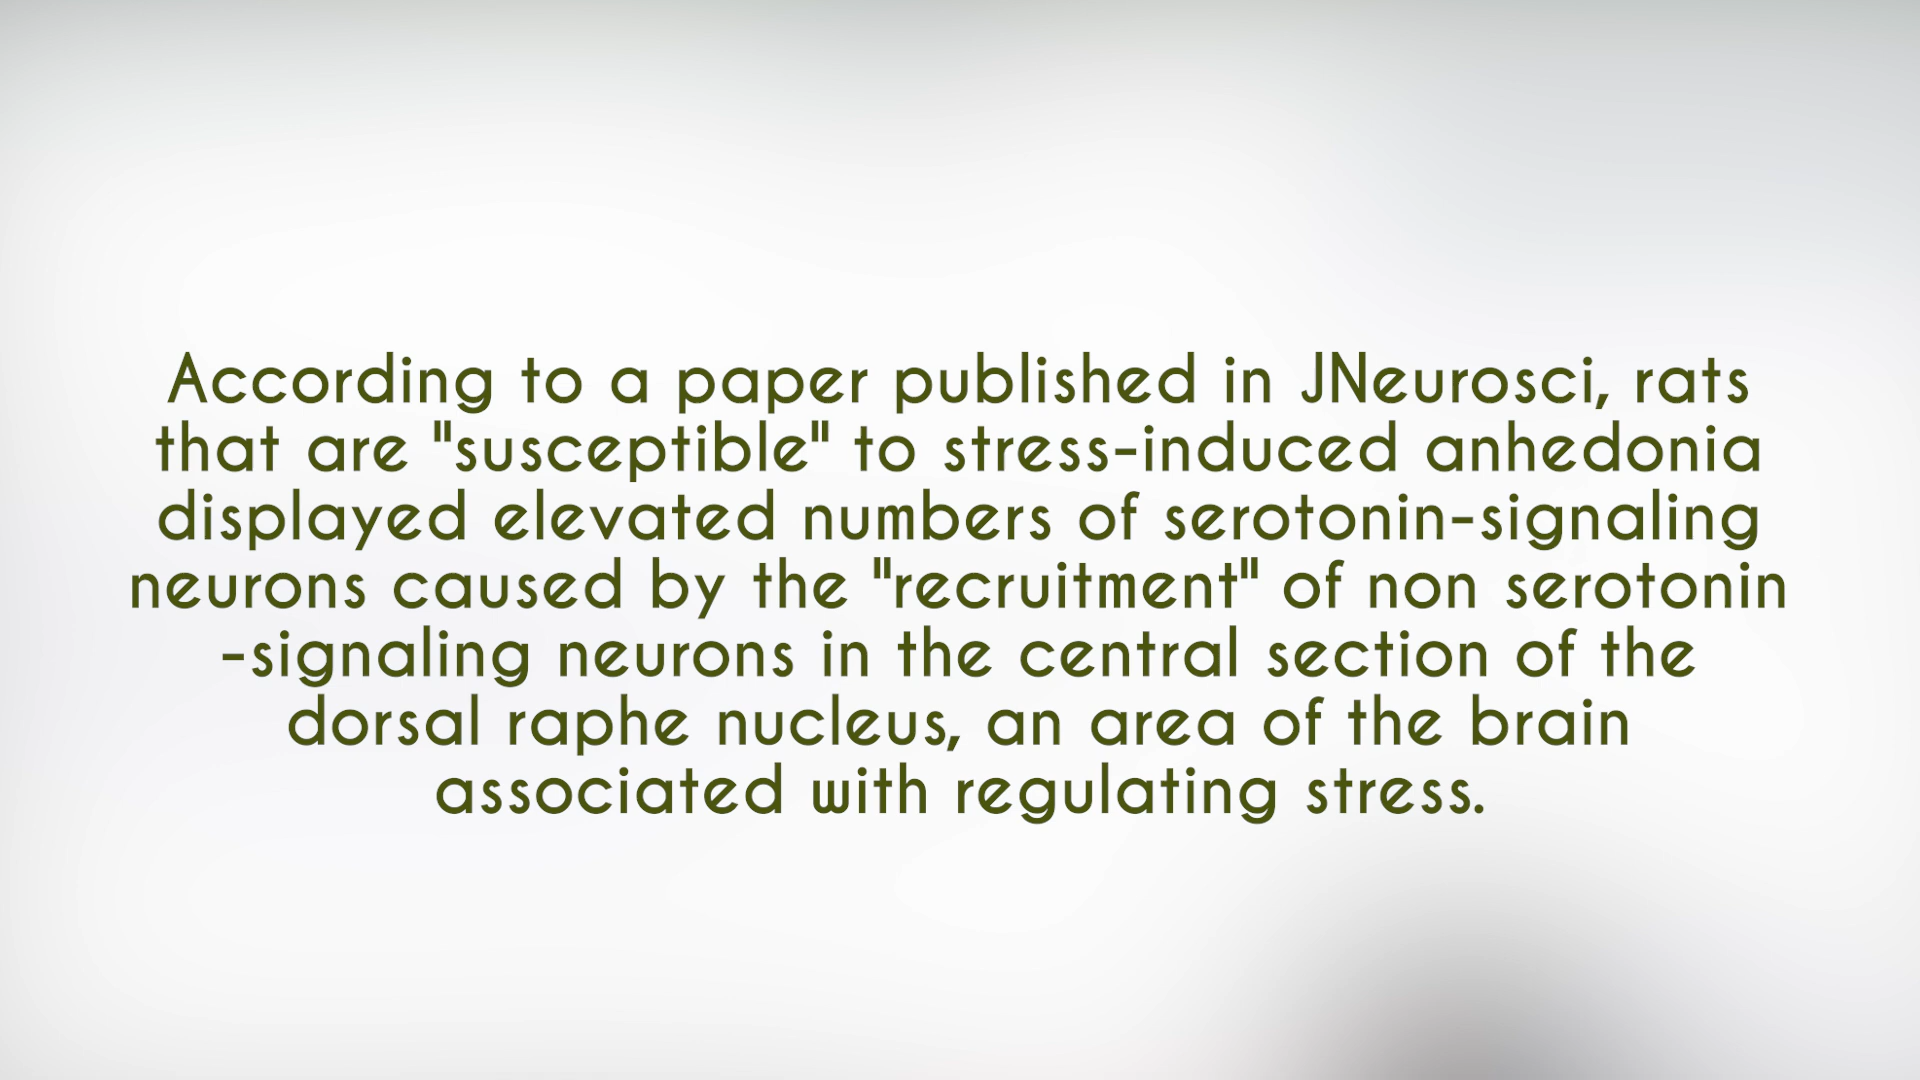 According to a paper published in JNeurosci, rats
that are "susceptible" to stress-induced anhedonia
displayed elevated numbers of serotonin-signaling
neurons caused by the "recruitment" of non serotonin
-signaling neurons in the central section of the
dorsal raphe nucleus, an area of the brain
associated with regulating stress.